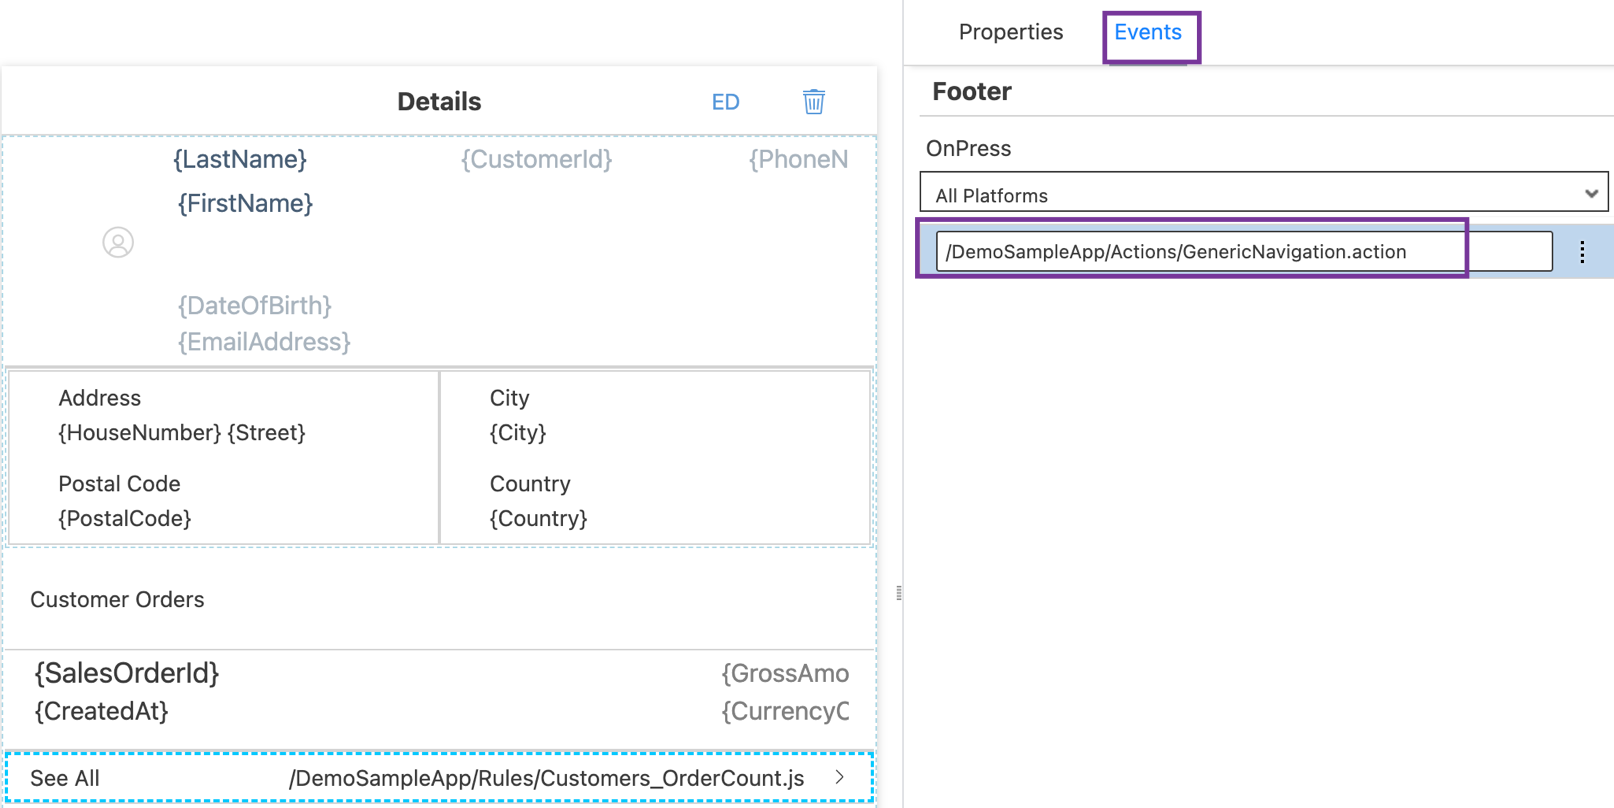 Details
ED
{LastName}
{CustomerId}
{PhoneN
{FirstName}
{DateOfBirth}
{EmailAddress}
Address
{HouseNumber} {Street}
City
{City}
Postal Code
{PostalCode}
Country
{Country}
Customer Orders
{SalesOrderId}
{GrossAmo
{CreatedAt}
{CurrencyC
See All
/DemoSampleApp/Rules/Customers_OrderCount.js
Properties
Events
Footer
OnPress
All Platforms
/DemoSampleApp/Actions/GenericNavigation.action